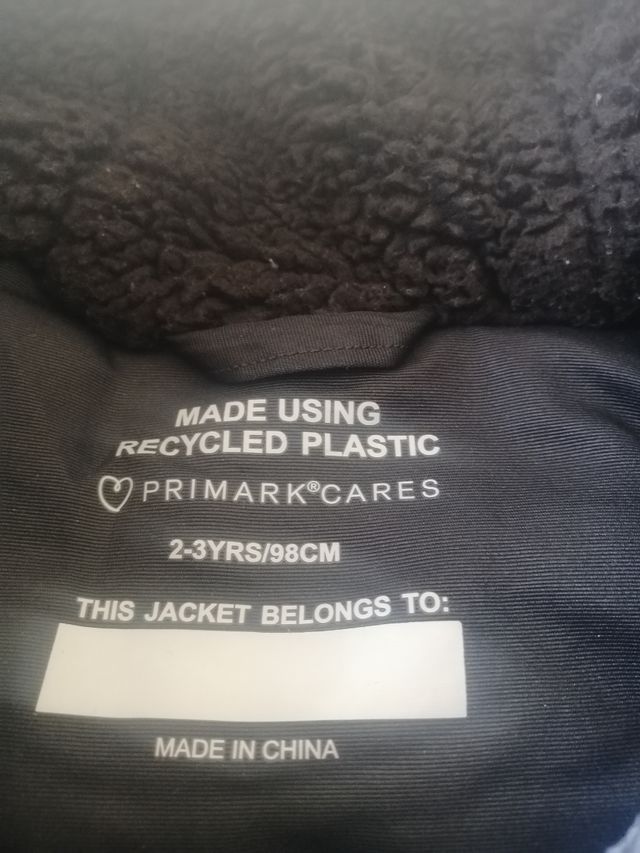 MADE USING
RECYCLED PLASTIC
PRIMARK®CARES
2-3YRS/98CM
THIS JACKET BELONGS TO:
MADE IN CHINA